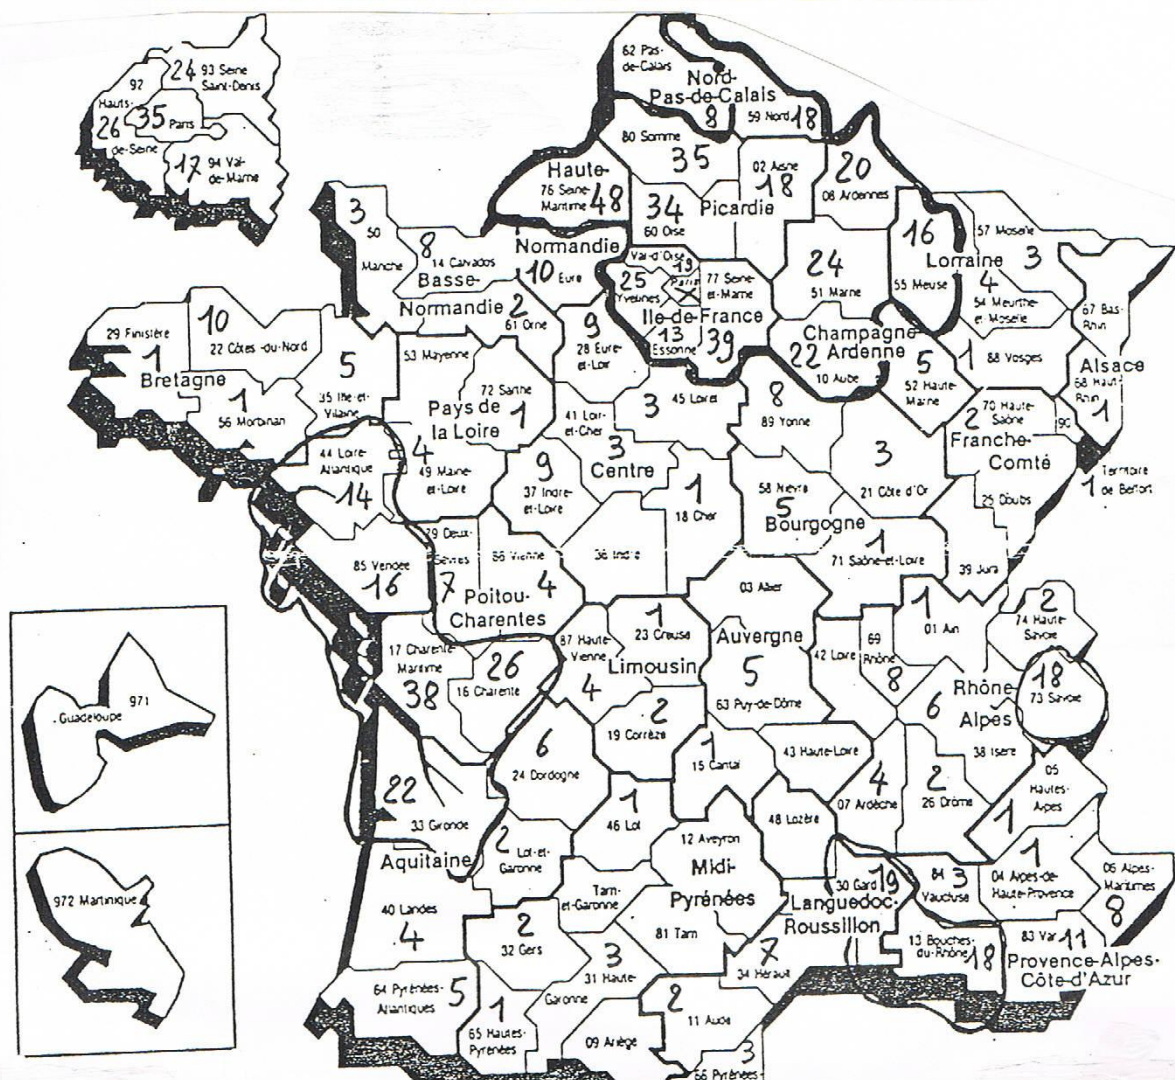 24 93 Seine
Saint-Denis
92
Hauts-
26
de-Seine
35 Paris
17 94 Val-
de-Marne
62 Pas-
de-Calais
Nord-
Pas-de-Calais
8
59 Nord 18
80 Somme
35
02 Aisne
18
20
08 Ardennes
Haute-
76 Seine-
Maritime 48
34
60 Oise
Picardie
Normandie
10 Eure
3
50
Manche
8
14 Calvados
Basse-
Normandie
2
61 Orne
Val-d'Oise
19
25
Yvelines
Paris
77 Seine-
et-Marne
Ile-de-France
13
Essonne
39
24
51 Marne
16
55 Meuse
Lorraine
57 Moselle
3
4
54 Meurthe-
et-Moselle
67 Bas-
Rhin
Alsace
68 Haut-
Rhin
1
Champagne
Ardenne
22
10 Aube
5
52 Haute-
Marne
1
88 Vosges
29 Finistère
1
Bretagne
10
22 Côtes-du-Nord
1
56 Morbihan
5
35 Ille-et-
Vilaine
53 Mayenne
72 Sarthe
1
Pays de
la Loire
9
28 Eure-
et-Loir
41 Loir-
et-Cher
3
45 Loiret
3
Centre
8
89 Yonne
3
21 Côte d'Or
2
70 Haute-
Saône
90
Franche-
Comté
25 Doubs
Territoire
1 de Belfort
44 Loire-
Atlantique
14
4
49 Maine-
et-Loire
9
37 Indre-
et-Loire
1
18 Cher
36 Indre
58 Nièvre
5
Bourgogne
1
71 Saône-et-Loire
39 Jura
85 Vendée
16
79 Deux-
Sèvres
7
86 Vienne
4
Poitou-
Charentes
03 Allier
Auvergne
5
63 Puy-de-Dôme
1
23 Creuse
87 Haute-
Vienne
4
Limousin
2
19 Corrèze
42 Loire
69
Rhône
8
1
01 Ain
2
74 Haute-
Savoie
18
73 Savoie
Rhône-
Alpes
6
38 Isère
17 Charente-
Maritime
38
26
16 Charente
971
Guadeloupe
972 Martinique
22
33 Gironde
Aquitaine
6
24 Dordogne
2
Lot-et-
Garonne
1
46 Lot
1
15 Cantal
43 Haute-Loire
4
07 Ardèche
2
26 Drôme
05
Hautes-
Alpes
1
40 Landes
4
2
32 Gers
Tarn-
et-Garonne
12 Aveyron
Midi-
Pyrénées
81 Tarn
48 Lozère
30 Gard 19
Languedoc-
Roussillon
7
34 Hérault
84 3
Vaucluse
1
04 Alpes-de-
Haute-Provence
06 Alpes-
Maritimes
8
13 Bouches-
du-Rhône 18
83 Var 11
Provence-Alpes-
Côte-d'Azur
64 Pyrénées-
Atlantiques
5
1
65 Hautes-
Pyrénées
3
31 Haute-
Garonne
09 Ariège
2
11 Aude
3
66 Pyrénées-